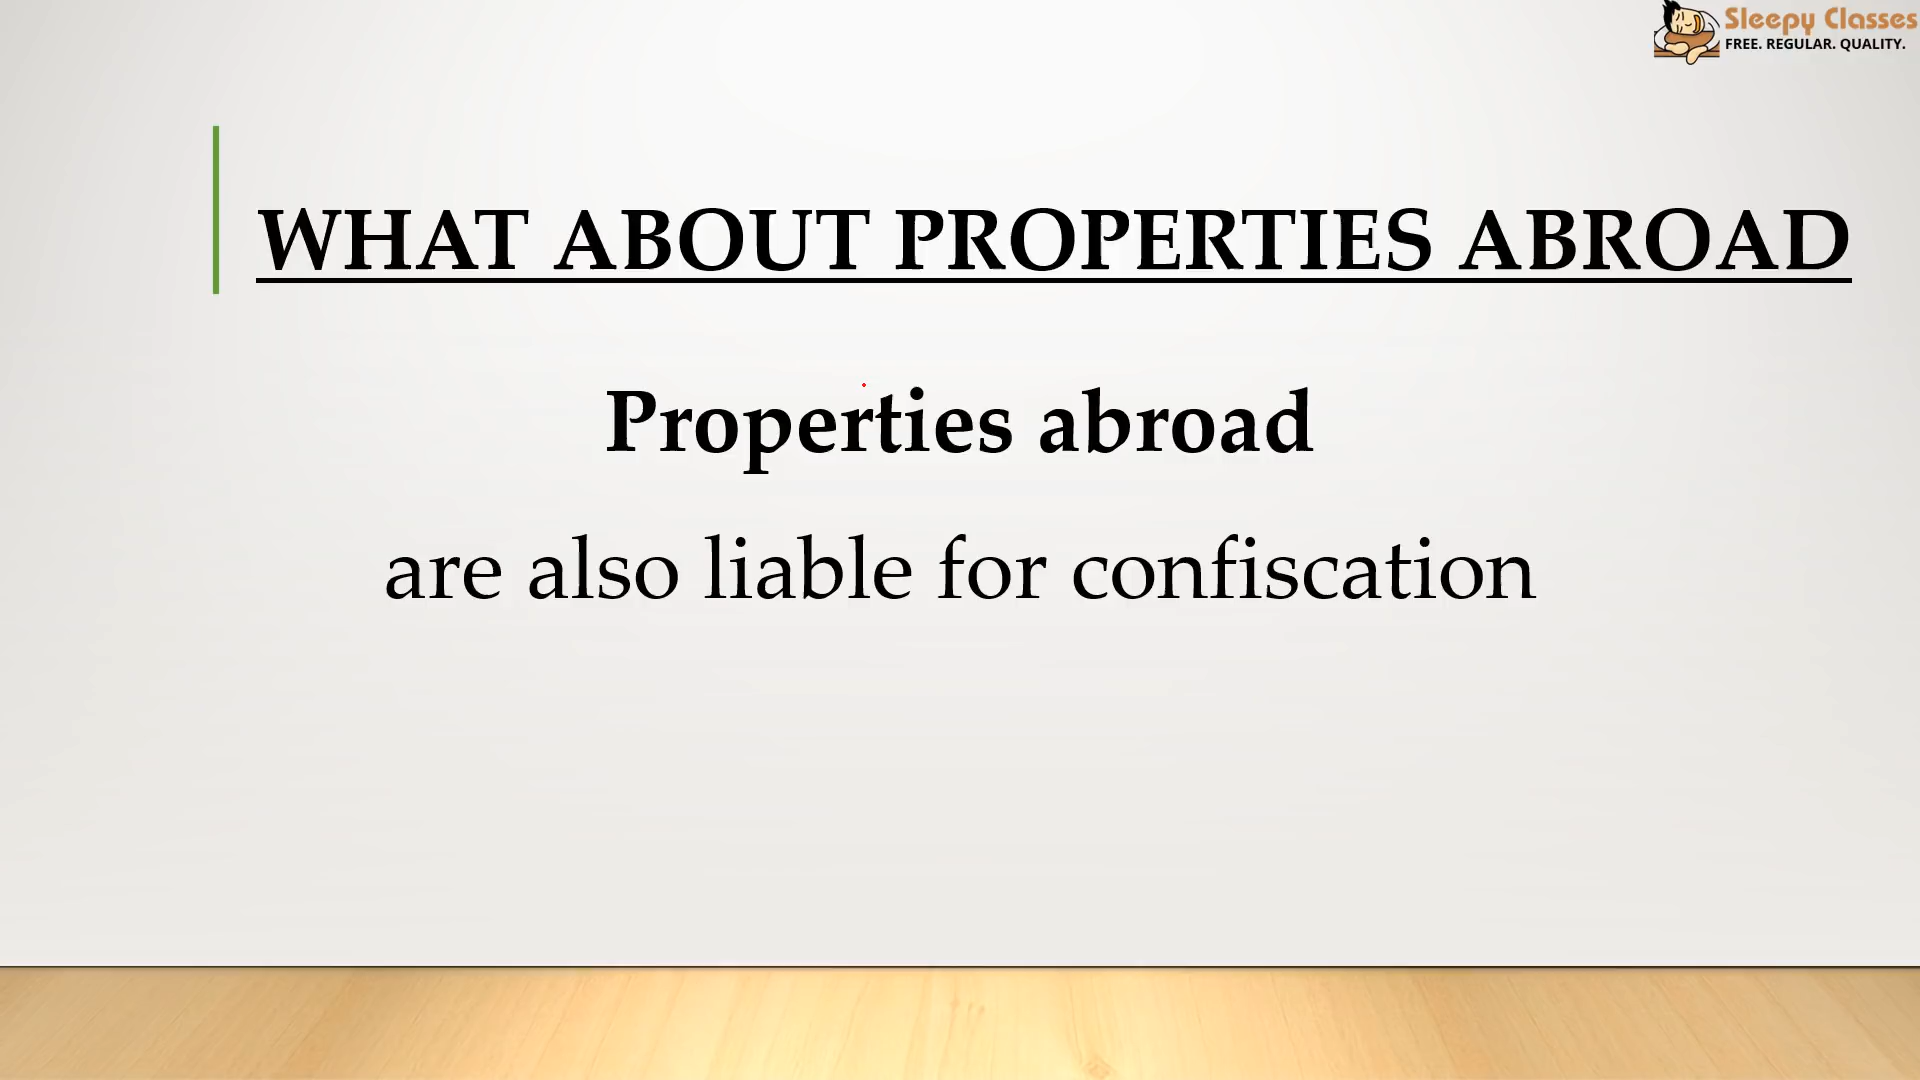 Sleepy Classes
FREE. REGULAR. QUALITY.
WHAT ABOUT PROPERTIES ABROAD
Properties abroad
are also liable for confiscation